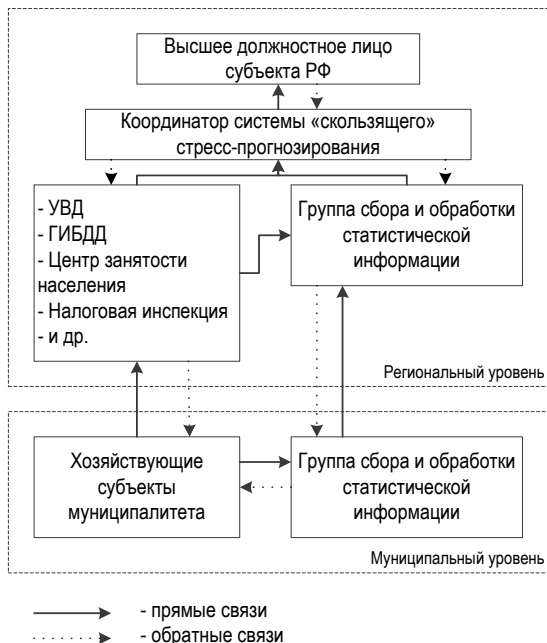 Высшее должностное лицо
субъекта РФ
Координатор системы «скользящего»
стресс-прогнозирования
- УВД
- ГИБДД
- Центр занятости
населения
- Налоговая инспекция
- и др.
Группа сбора и обработки
статистической
информации
Региональный уровень
Хозяйствующие
субъекты
муниципалитета
Группа сбора и обработки
статистической
информации
Муниципальный уровень
- прямые связи
- обратные связи